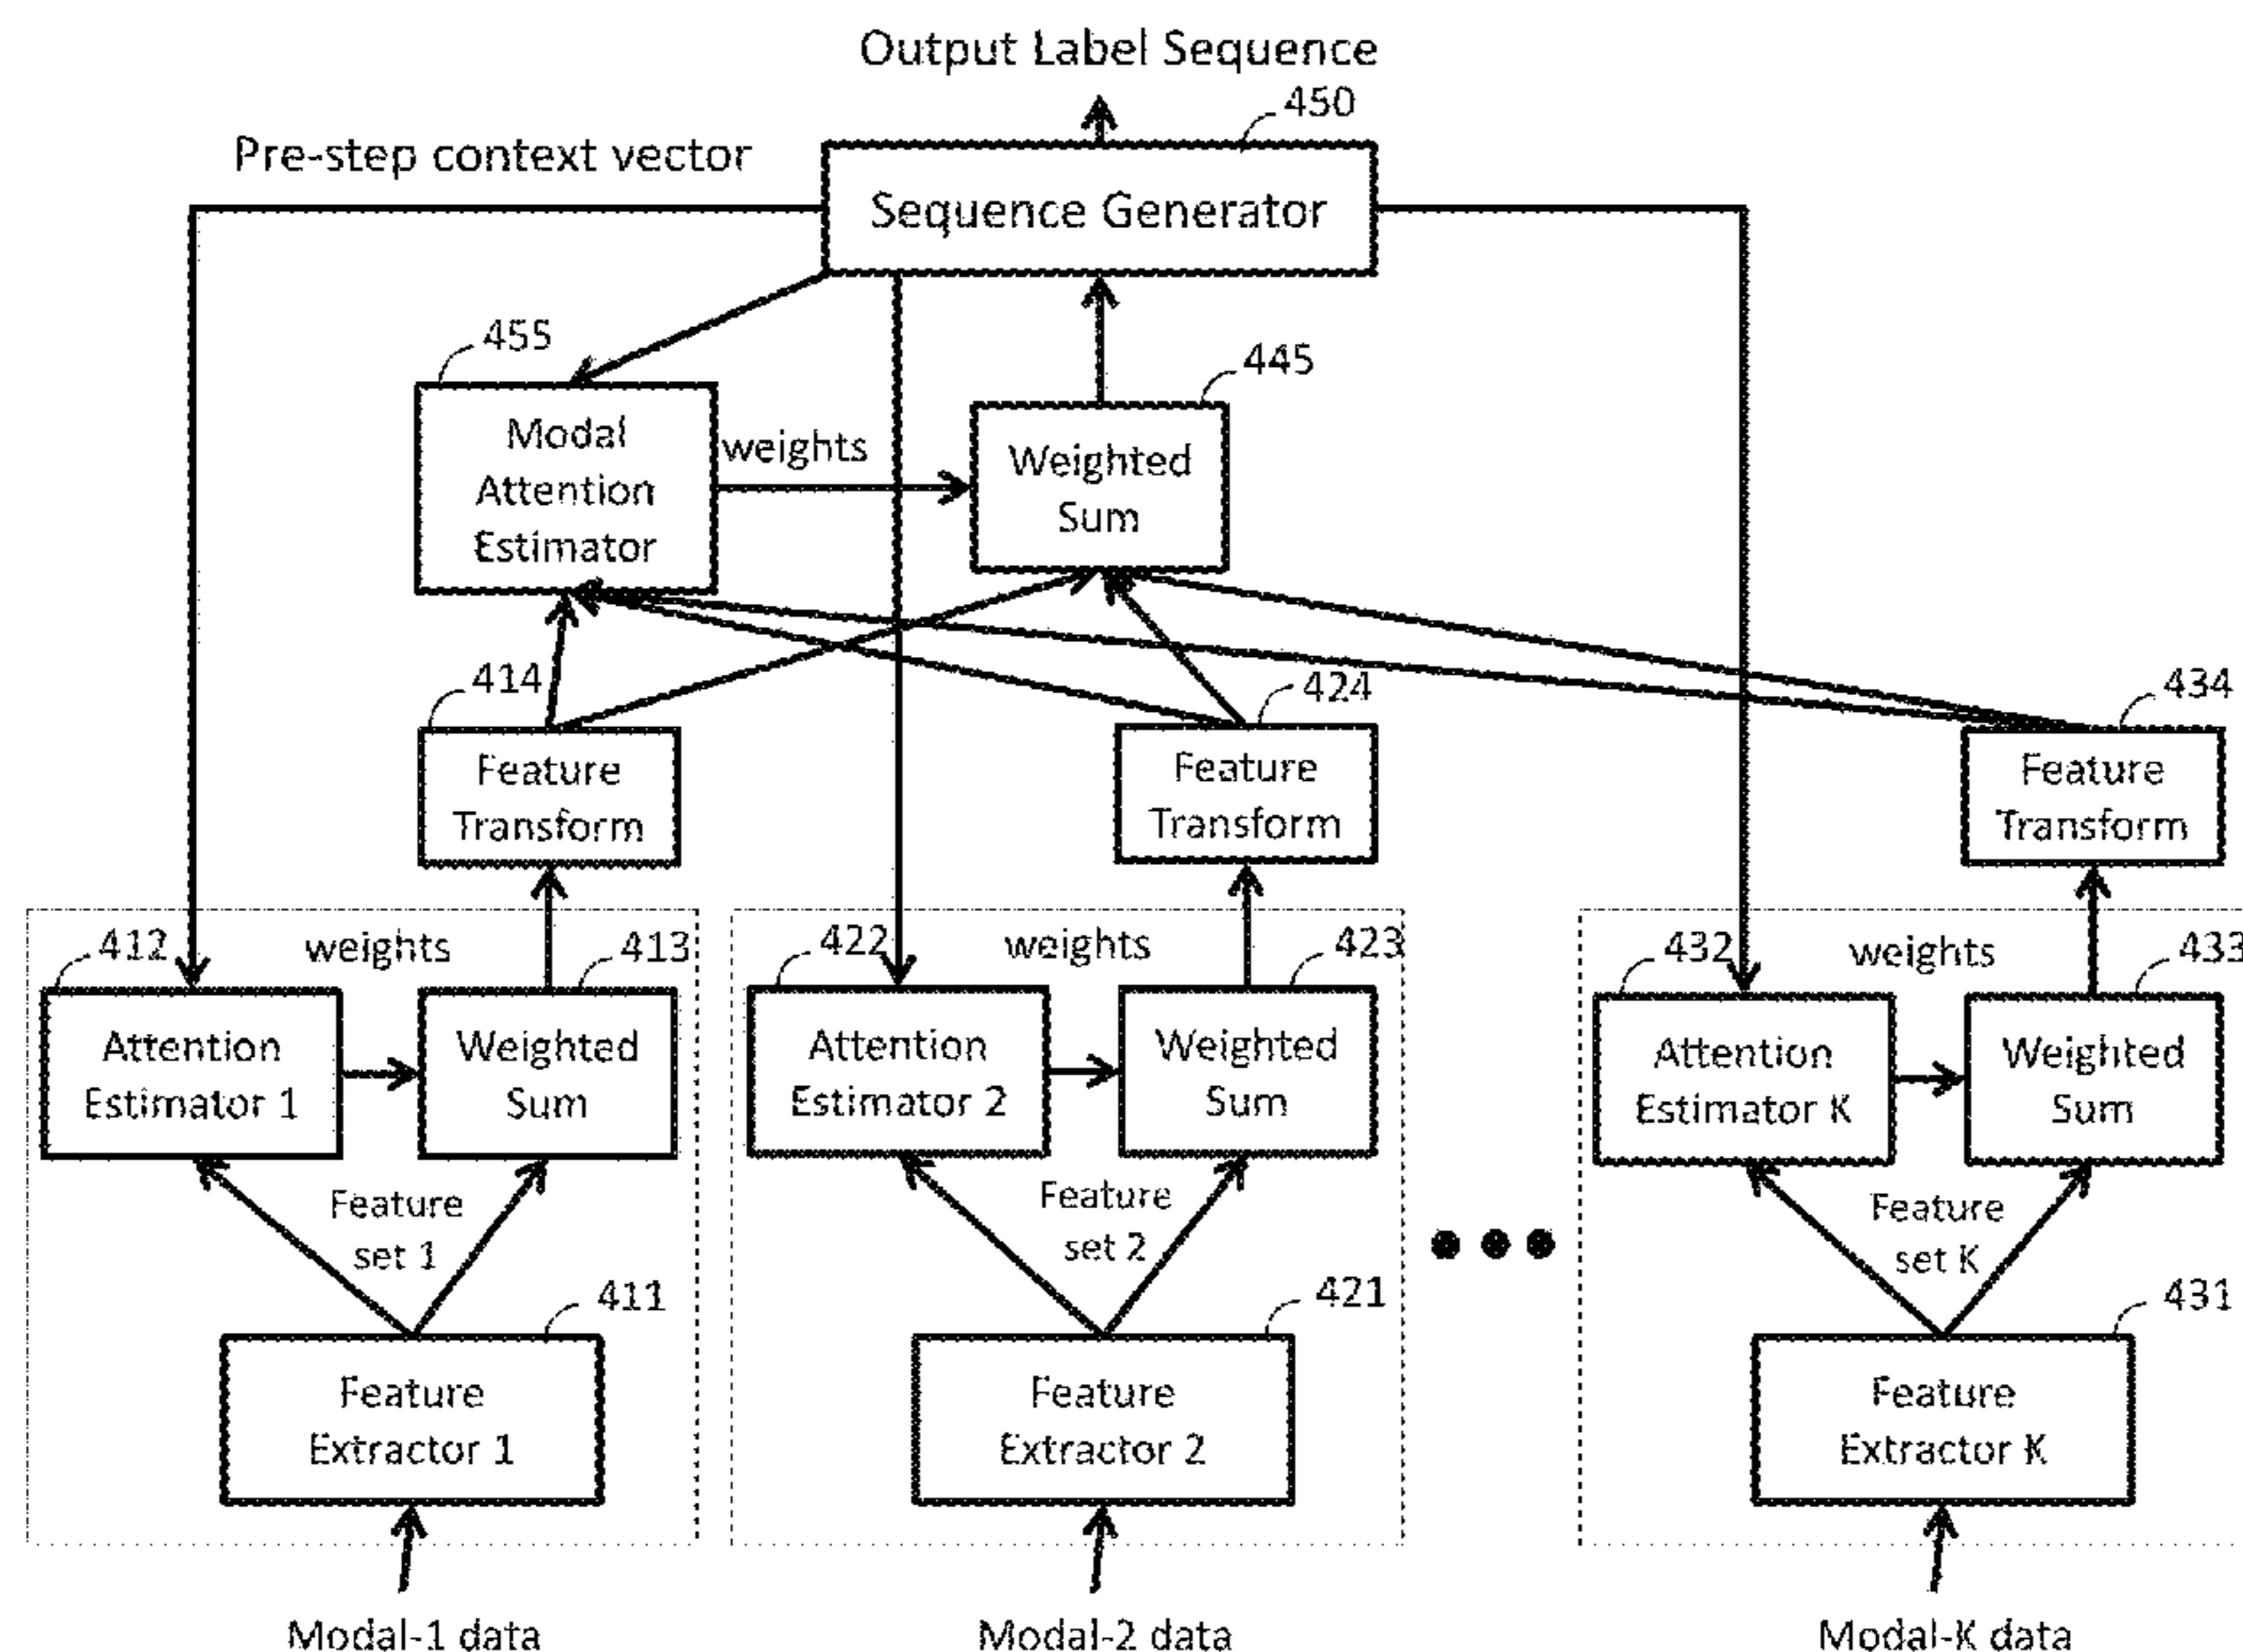 Output Label Sequence
450
Pre-step context vector
Sequence Generator
455
445
Modal
Attention
Estimator
weights
Weighted
Sum
414
424
434
Feature
Transform
Feature
Transform
Feature
Transform
412
weights
413
422
weights
423
432
weights
433
Attention
Estimator 1
Weighted
Sum
Attention
Estimator 2
Weighted
Sum
Attention
Estimator K
Weighted
Sum
Feature
set 1
Feature
set 2
Feature
set K
411
421
431
Feature
Extractor 1
Feature
Extractor 2
Feature
Extractor K
Modal-1 data
Modal-2 data
Modal-K data